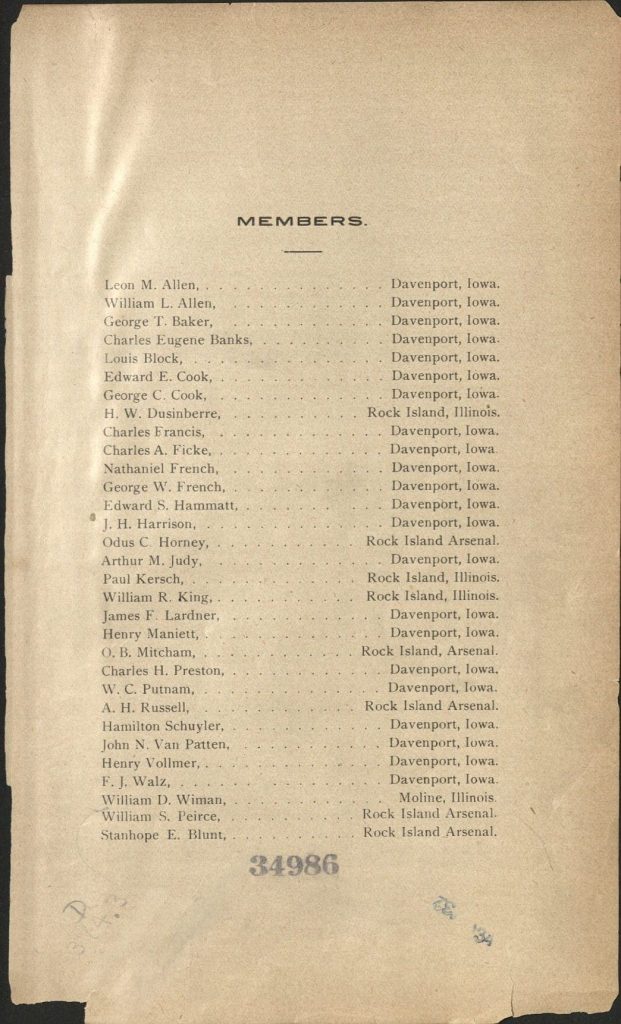 MEMBERS.
Leon M. Allen, . . . . . . . . . . . . . . Davenport, Iowa.
William L. Allen, . . . . . . . . . . . . Davenport, Iowa.
George T. Baker, . . . . . . . . . . . . Davenport, Iowa.
Charles Eugene Banks, . . . . . . . . . Davenport, Iowa.
Louis Block, . . . . . . . . . . . . . . . Davenport, Iowa.
Edward E. Cook, . . . . . . . . . . . . . Davenport, Iowa.
George C. Cook, . . . . . . . . . . . . . Davenport, Iowa.
H. W. Dusinberre, . . . . . . . . . . Rock Island, Illinois.
Charles Francis, . . . . . . . . . . . . Davenport, Iowa.
Charles A. Ficke, . . . . . . . . . . . . . Davenport, Iowa
Nathaniel French, . . . . . . . . . . . . Davenport, Iowa.
George W. French, . . . . . . . . . . . . Davenport, Iowa.
Edward S. Hammatt, . . . . . . . . . . . Davenport, Iowa.
J. H. Harrison, . . . . . . . . . . . . . . Davenport, Iowa.
Odus C. Horney, . . . . . . . . . . . Rock Island Arsenal.
Arthur M. Judy, . . . . . . . . . . . . . Davenport, Iowa.
Paul Kersch, . . . . . . . . . . . . . Rock Island, Illinois.
William R. King, . . . . . . . . . . . Rock Island, Illinois.
James F. Lardner, . . . . . . . . . . . . Davenport, Iowa.
Henry Maniett, . . . . . . . . . . . . . . Davenport, Iowa.
O. B. Mitcham, . . . . . . . . . . . . Rock Island, Arsenal.
Charles H. Preston, . . . . . . . . . . . . Davenport, Iowa.
W. C. Putnam, . . . . . . . . . . . . . . Davenport, Iowa.
A. H. Russell, . . . . . . . . . . . . Rock Island Arsenal.
Hamilton Schuyler, . . . . . . . . . . . . Davenport, Iowa.
John N. Van Patten, . . . . . . . . . . . Davenport, Iowa.
Henry Vollmer, . . . . . . . . . . . . . . Davenport, Iowa.
F. J. Walz, . . . . . . . . . . . . . . . . Davenport, Iowa.
William D. Wiman, . . . . . . . . . . . . Moline, Illinois.
William S. Peirce, . . . . . . . . . . Rock Island Arsenal.
Stanhope E. Blunt, . . . . . . . . . . Rock Island Arsenal.
34986
D